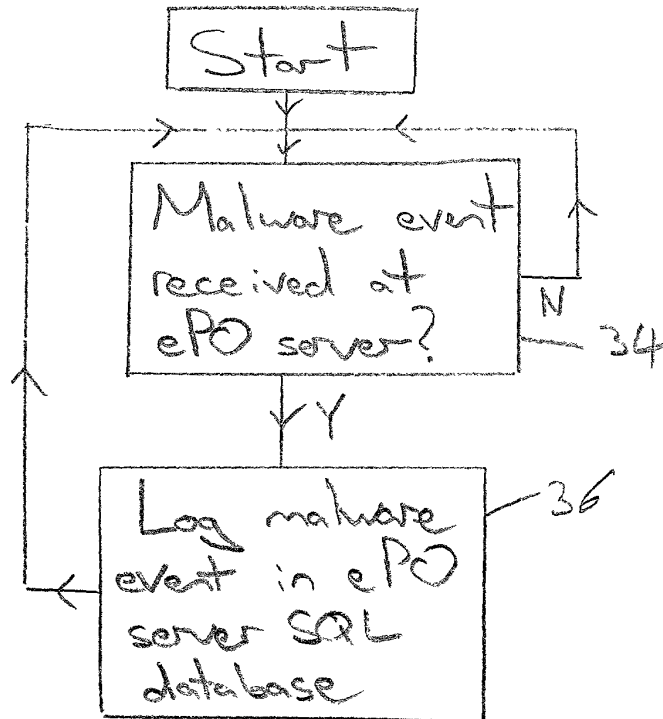 Start
Malware event
received at
ePO server?
N
34
Y
Log malware
event in ePO
server SQL
database
36